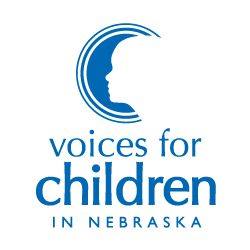 voices for
children
IN NEBRASKA